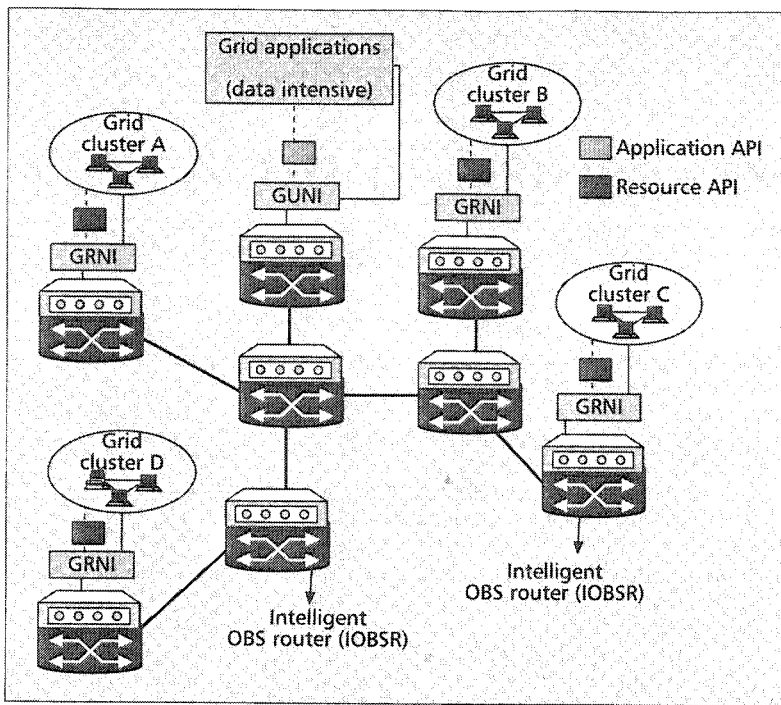 Grid applications
(data intensive)
Grid
cluster B
Grid
cluster A
Application API
Resource API
GUNI
GRNI
GRNI
Grid
cluster C
GRNI
Grid
cluster D
GRNI
Intelligent
OBS router (IOBSR)
Intelligent
OBS router (IOBSR)